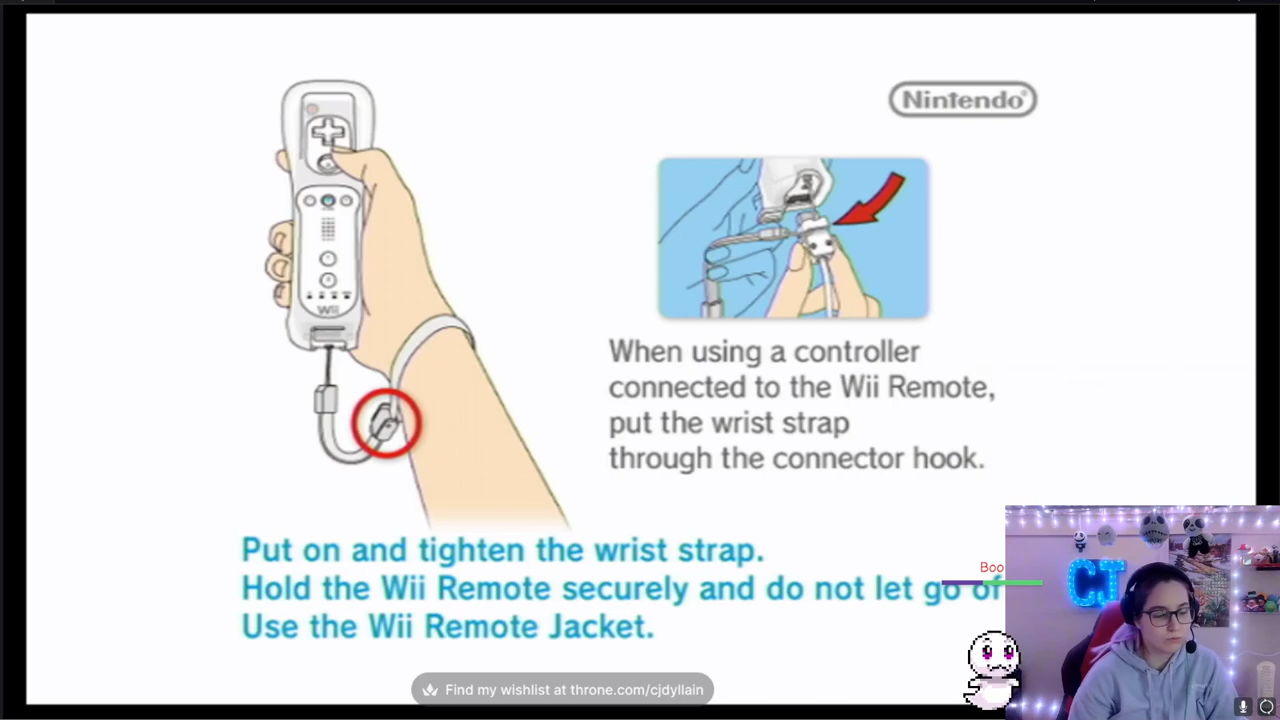 Nintendo®
When using a controller
connected to the Wii Remote,
put the wrist strap
through the connector hook.
Wii
Put on and tighten the wrist strap.
Hold the Wii Remote securely and do not let go of
Use the Wii Remote Jacket.
Boo
CT
Find my wishlist at throne.com/cjdyllain